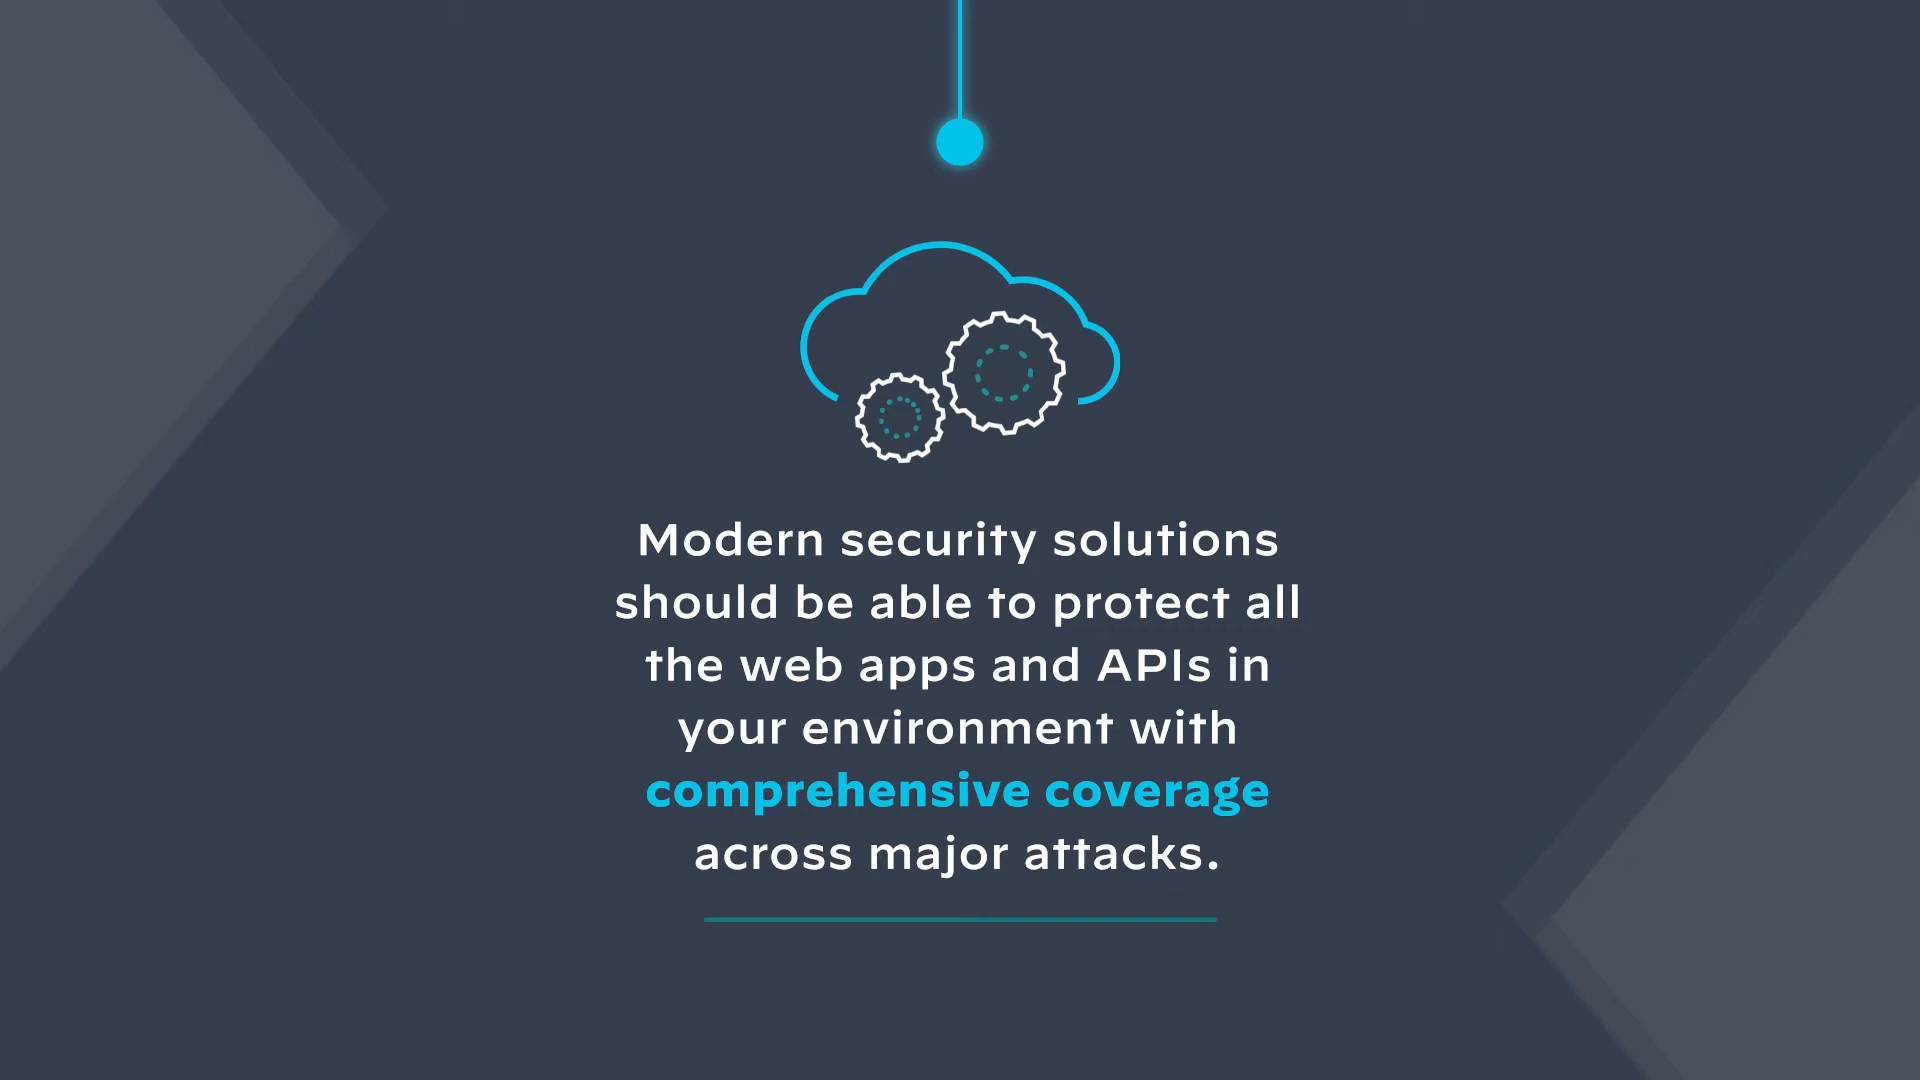 Modern security solutions
should be able to protect all
the web apps and APIs in
your environment with
comprehensive coverage
across major attacks.